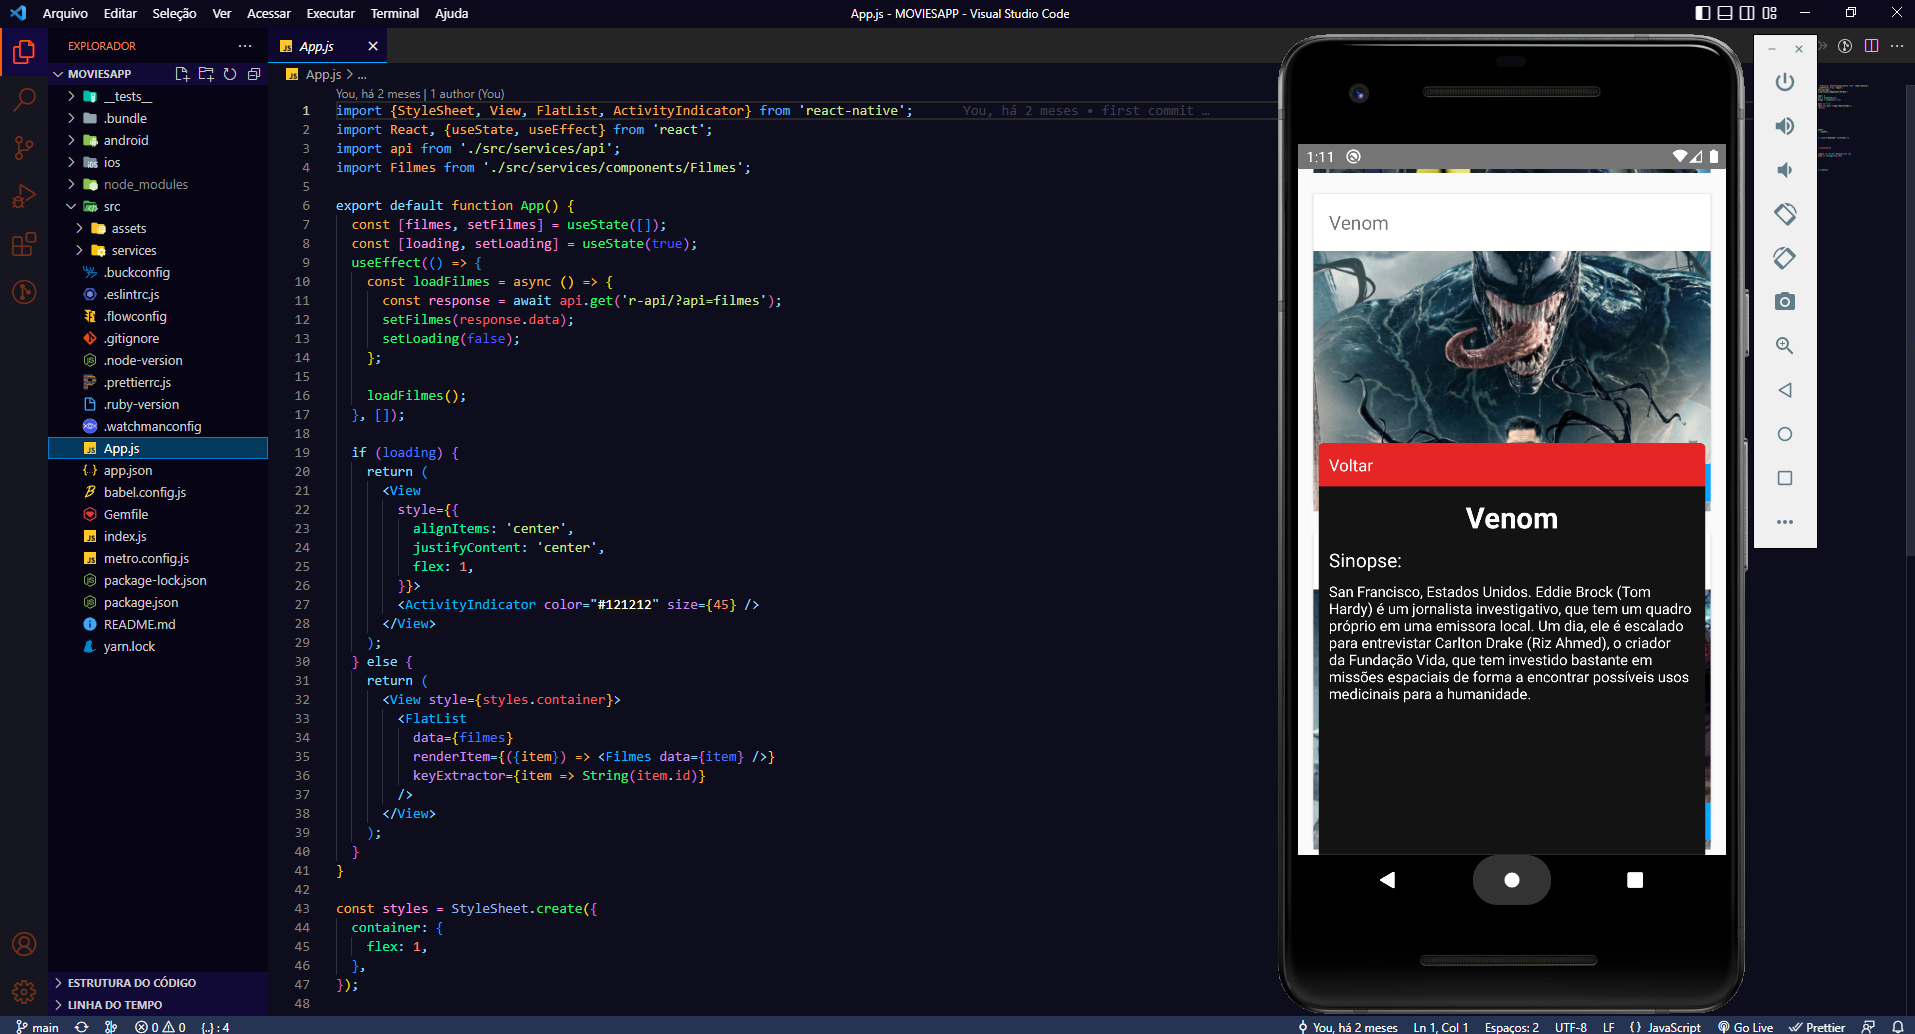 Arquivo Editar Seleção Ver Acessar Executar Terminal Ajuda
App.js - MOVIESAPP - Visual Studio Code
EXPLORADOR
MOVIESAPP
__tests__
.bundle
android
ios
node_modules
src
assets
services
.buckconfig
.eslintrc.js
.flowconfig
.gitignore
.node-version
.prettierrc.js
.ruby-version
.watchmanconfig
App.js
app.json
babel.config.js
Gemfile
index.js
metro.config.js
package-lock.json
package.json
README.md
yarn.lock
ESTRUTURA DO CÓDIGO
LINHA DO TEMPO
App.js
App.js > ...
You, há 2 meses | 1 author (You)
1 import {StyleSheet, View, FlatList, ActivityIndicator} from 'react-native'; You, há 2 meses • first commit …
2 import React, {useState, useEffect} from 'react';
3 import api from './src/services/api';
4 import Filmes from './src/services/components/Filmes';
5
6 export default function App() {
7 const [filmes, setFilmes] = useState([]);
8 const [loading, setLoading] = useState(true);
9 useEffect(() => {
10 const loadFilmes = async () => {
11 const response = await api.get('r-api/?api=filmes');
12 setFilmes(response.data);
13 setLoading(false);
14 };
15
16 loadFilmes();
17 }, []);
18
19 if (loading) {
20 return (
21 <View
22 style={{
23 alignItems: 'center',
24 justifyContent: 'center',
25 flex: 1,
26 }}>
27 <ActivityIndicator color="#121212" size={45} />
28 </View>
29 );
30 } else {
31 return (
32 <View style={styles.container}>
33 <FlatList
34 data={filmes}
35 renderItem={({item}) => <Filmes data={item} />}
36 keyExtractor={item => String(item.id)}
37 />
38 </View>
39 );
40 }
41 }
42
43 const styles = StyleSheet.create({
44 container: {
45 flex: 1,
46 },
47 });
48
1:11
Venom
Voltar
Venom
Sinopse:
San Francisco, Estados Unidos. Eddie Brock (Tom
Hardy) é um jornalista investigativo, que tem um quadro
próprio em uma emissora local. Um dia, ele é escalado
para entrevistar Carlton Drake (Riz Ahmed), o criador
da Fundação Vida, que tem investido bastante em
missões espaciais de forma a encontrar possíveis usos
medicinais para a humanidade.
main 0 0 {..} : 4 You, há 2 meses Ln 1, Col 1 Espaços: 2 UTF-8 LF {} JavaScript Go Live Prettier